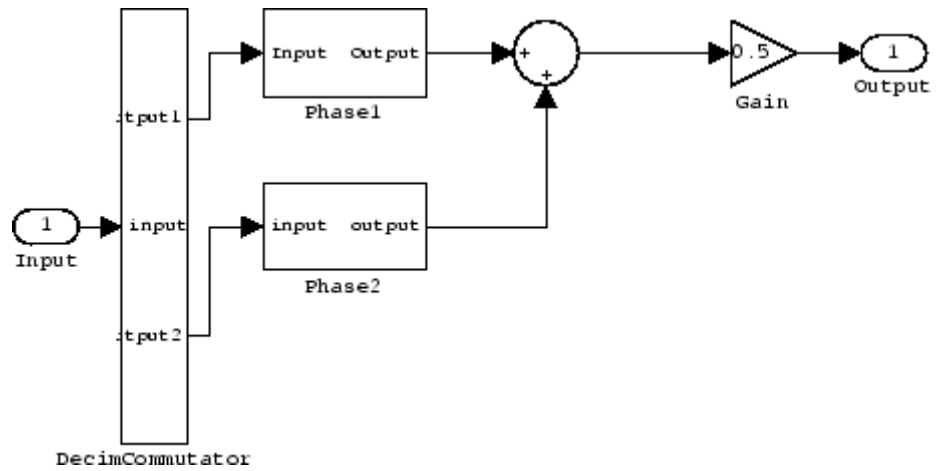 Input Output
Phase1
+
+
0.5
Gain
1
Output
tput1
1
Input
input
input output
Phase2
tput2
DecimCommutator